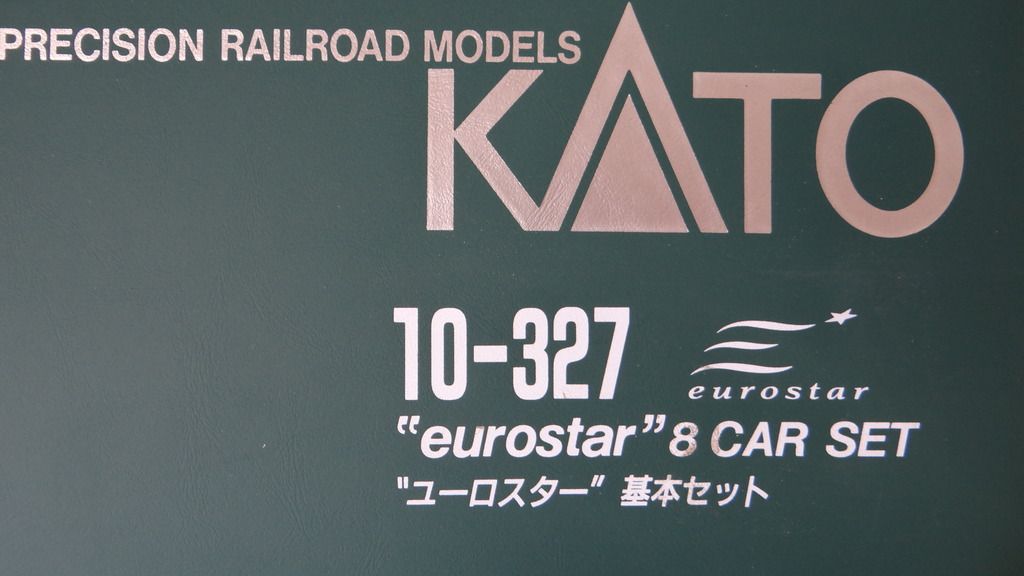 PRECISION RAILROAD MODELS
KATO
10-327
eurostar
“eurostar” 8 CAR SET
"ユーロスター" 基本セット